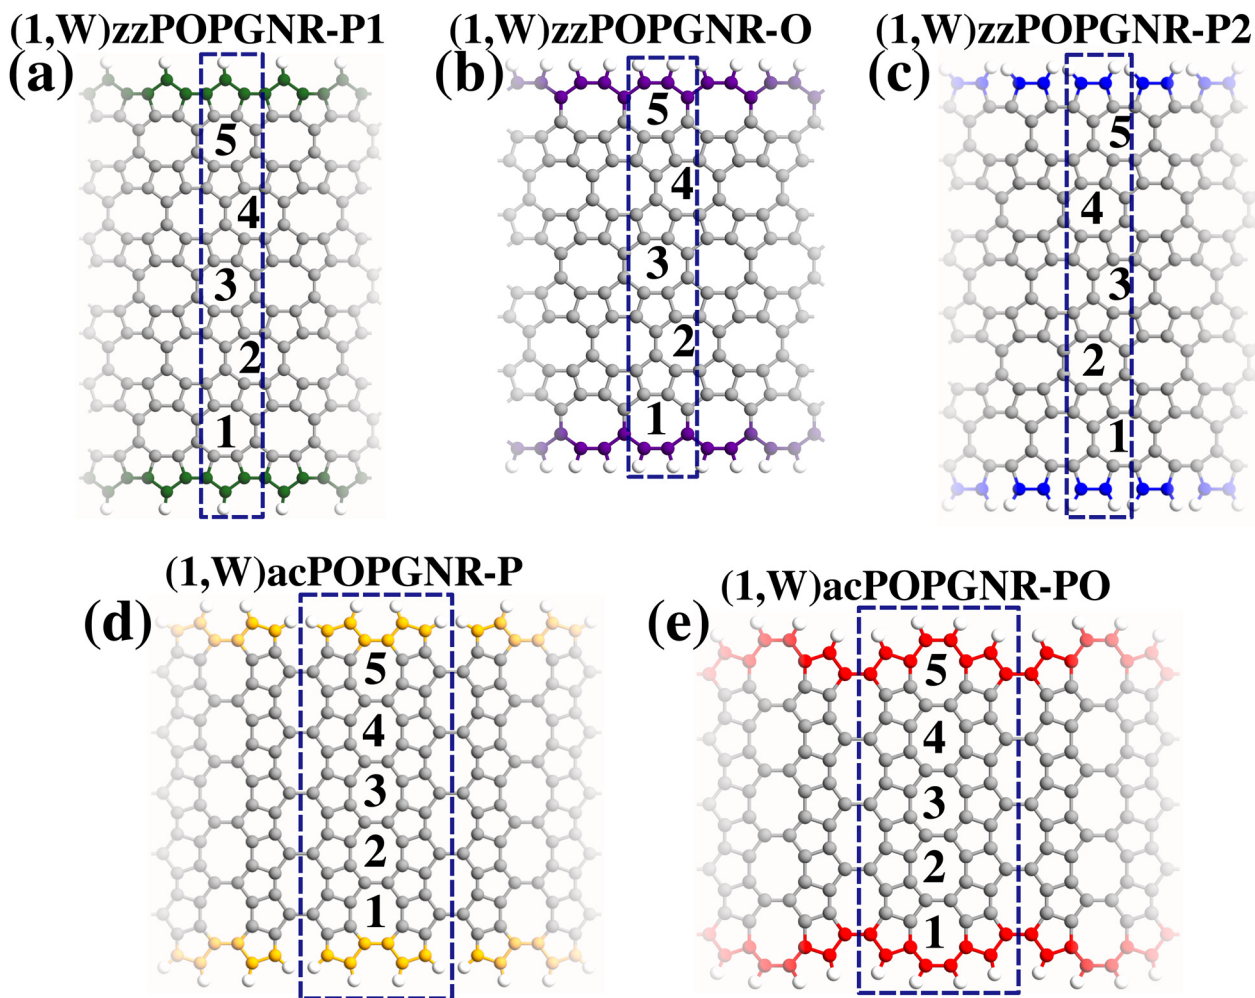 (1,W)zzPOPGNR-P1
(a)
5
4
3
2
1
(1,W)zzPOPGNR-O
(b)
5
4
3
2
1
(1,W)zzPOPGNR-P2
(c)
5
4
3
2
1
(1,W)acPOPGNR-P
(d)
5
4
3
2
1
(1,W)acPOPGNR-PO
(e)
5
4
3
2
1